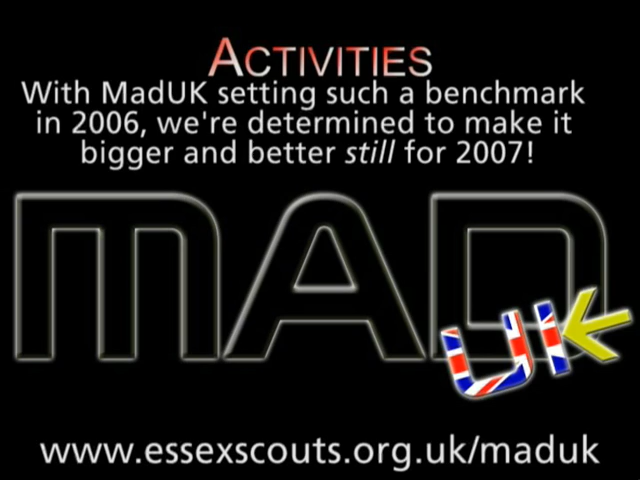 ACTIVITIES
With MadUK setting such a benchmark
in 2006, we're determined to make it
bigger and better still for 2007!
MAD
UK
www.essexscouts.org.uk/maduk